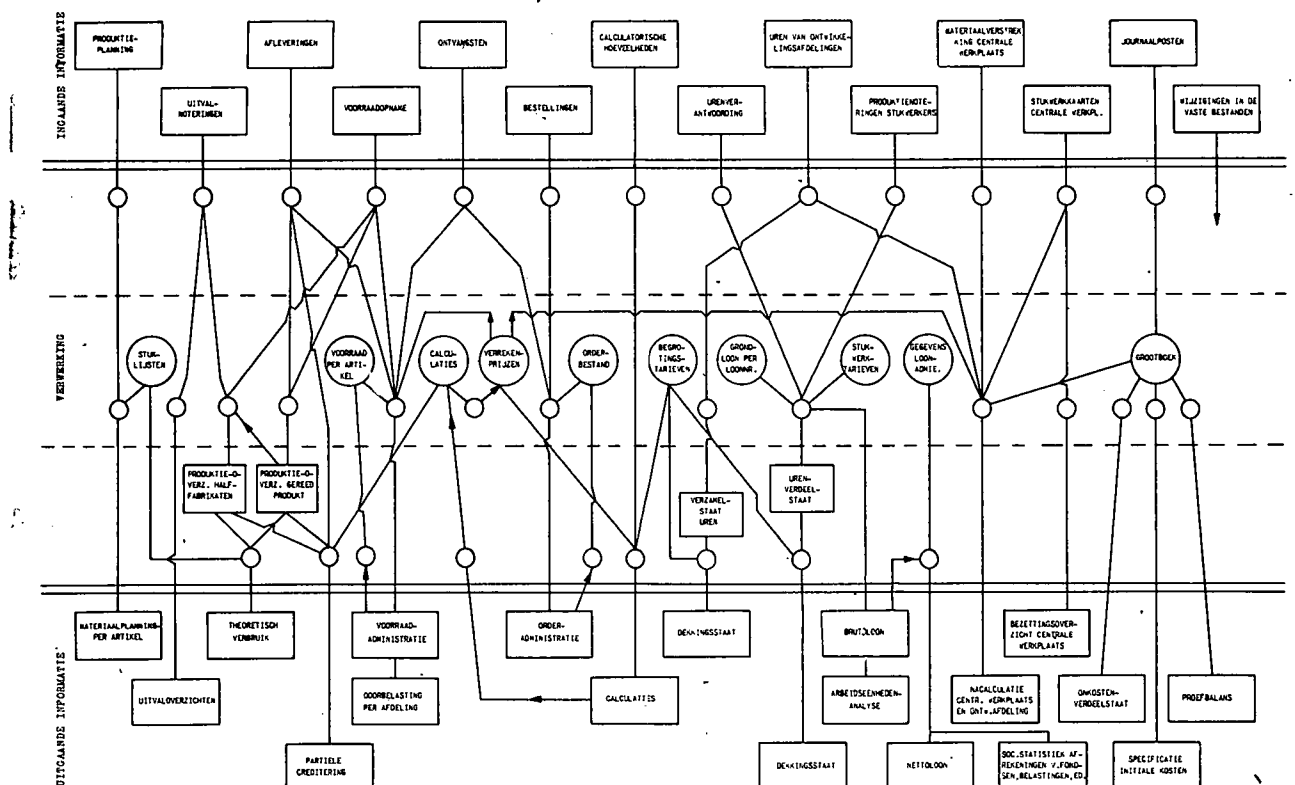 INGAANDE INFORMATIE
PRODUKTIE-
PLANNING
AFLEVERINGEN
ONTVANGSTEN
CALCULATORISCHE
HOEVEELHEDEN
UREN VAN ONTWIKKE-
LINGSAFDELINGEN
MATERIAALVERSTREK
KING CENTRALE
WERKPLAATS
JOURNAALPOSTEN
UITVAL-
NOTERINGEN
VOORRAADOPNAME
BESTELLINGEN
URENVER-
ANTWOORDING
PRODUKTIENOTE-
RINGEN STUKWERKERS
STUKWERKKAARTEN
CENTRALE WERKPL.
WIJZIGINGEN IN DE
VASTE BESTANDEN
VERWERKING
STUK-
LIJSTEN
VOORRAAD
PER ARTI-
KEL
CALCU-
LATIES
VERREKEN-
PRIJZEN
ORDER-
BESTAND
BEGRO-
TINGS-
TARIEVEN
GROND-
LOON PER
LOONNR.
STUK-
WERK-
TARIEVEN
GEGEVENS
LOON-
ADMIE.
GROOTBOEK
PRODUKTIE-O-
VERZ. HALF-
FABRIKATEN
PRODUKTIE-O-
VERZ. GEREED
PRODUKT
VERZAMEL-
STAAT
UREN
UREN-
VERDEEL-
STAAT
UITGAANDE INFORMATIE
MATERIAALPLANNING-
PER ARTIKEL
THEORETISCH
VERBRUIK
VOORRAAD-
ADMINISTRATIE
ORDER-
ADMINISTRATIE
DEKKINGSSTAAT
BRUTOLOON
BEZETTINGSOVER-
ZICHT CENTRALE
WERKPLAATS
UITVALOVERZICHTEN
DOORBELASTING
PER AFDELING
CALCULATIES
ARBEIDSEENHEDEN-
ANALYSE
NACALCULATIE
CENTR. WERKPLAATS
EN ONTW.AFDELING
ONKOSTEN-
VERDEELSTAAT
PROEFBALANS
PARTIELE
CREDITERING
DEKKINGSSTAAT
NETTOLOON
SOC.STATISTIEK AF-
REKENINGEN V.FOND-
SEN,BELASTINGEN,ED.
SPECIFICATIE
INITIALE KOSTEN